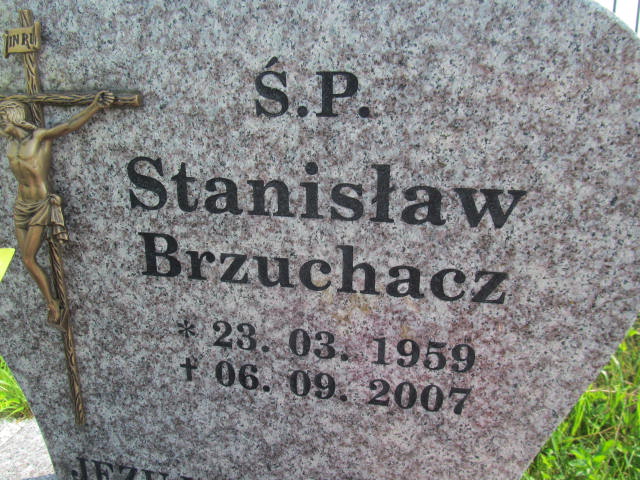 INRI
Ś.P.
Stanisław
Brzuchacz
* 23. 03. 1959
† 06. 09. 2007